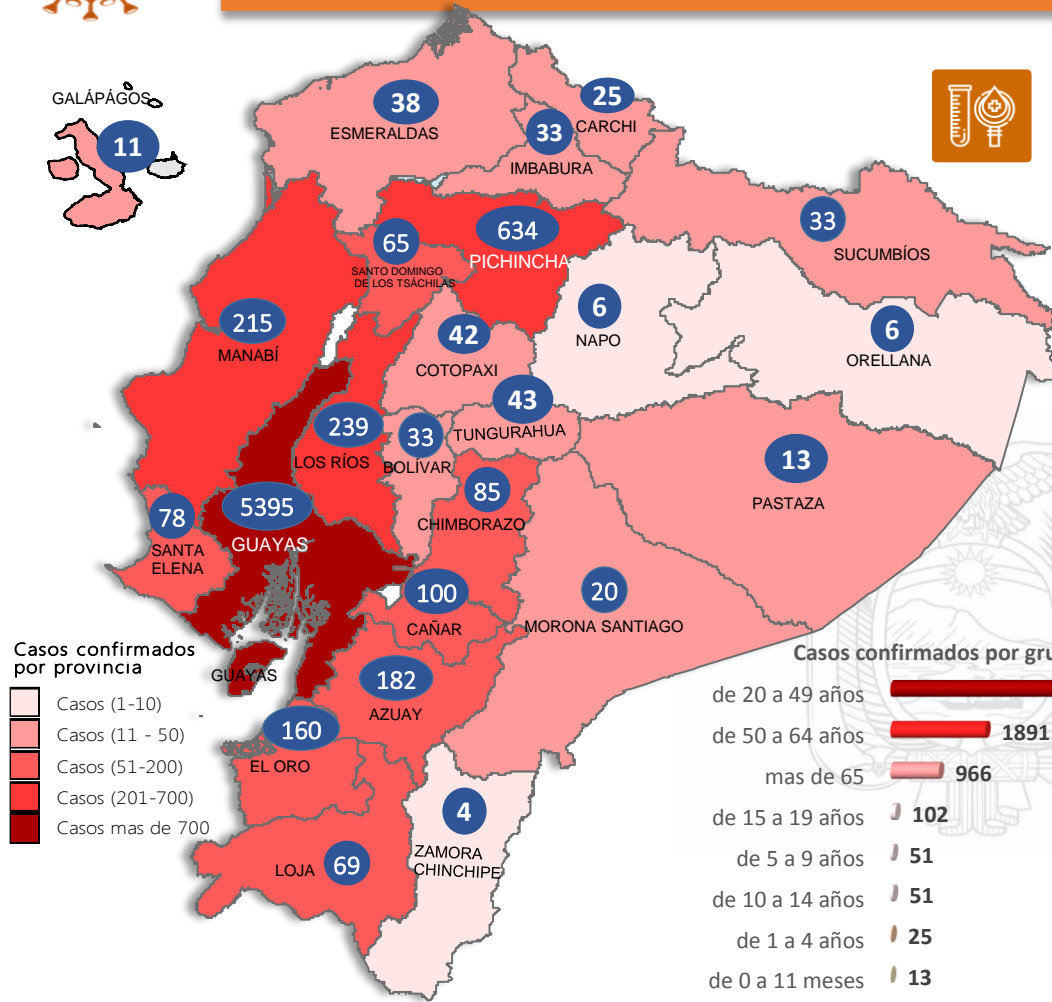 GALÁPÁGOS
11
38
ESMERALDAS
25
CARCHI
33
IMBABURA
33
SUCUMBÍOS
65
SANTO DOMINGO
DE LOS TSÁCHILAS
634
PICHINCHA
6
NAPO
6
ORELLANA
215
MANABÍ
42
COTOPAXI
43
TUNGURAHUA
239
LOS RÍOS
33
BOLÍVAR
13
PASTAZA
85
CHIMBORAZO
5395
GUAYAS
78
SANTA
ELENA
100
CAÑAR
20
MORONA SANTIAGO
GUAYAS
182
AZUAY
160
EL ORO
4
ZAMORA
CHINCHIPE
LOJA 69
Casos confirmados
por provincia
Casos (1-10)
Casos (11 - 50)
Casos (51-200)
Casos (201-700)
Casos mas de 700
Casos confirmados por gru
de 20 a 49 años
de 50 a 64 años 1891
mas de 65 966
de 15 a 19 años 102
de 5 a 9 años 51
de 10 a 14 años 51
de 1 a 4 años 25
de 0 a 11 meses 13